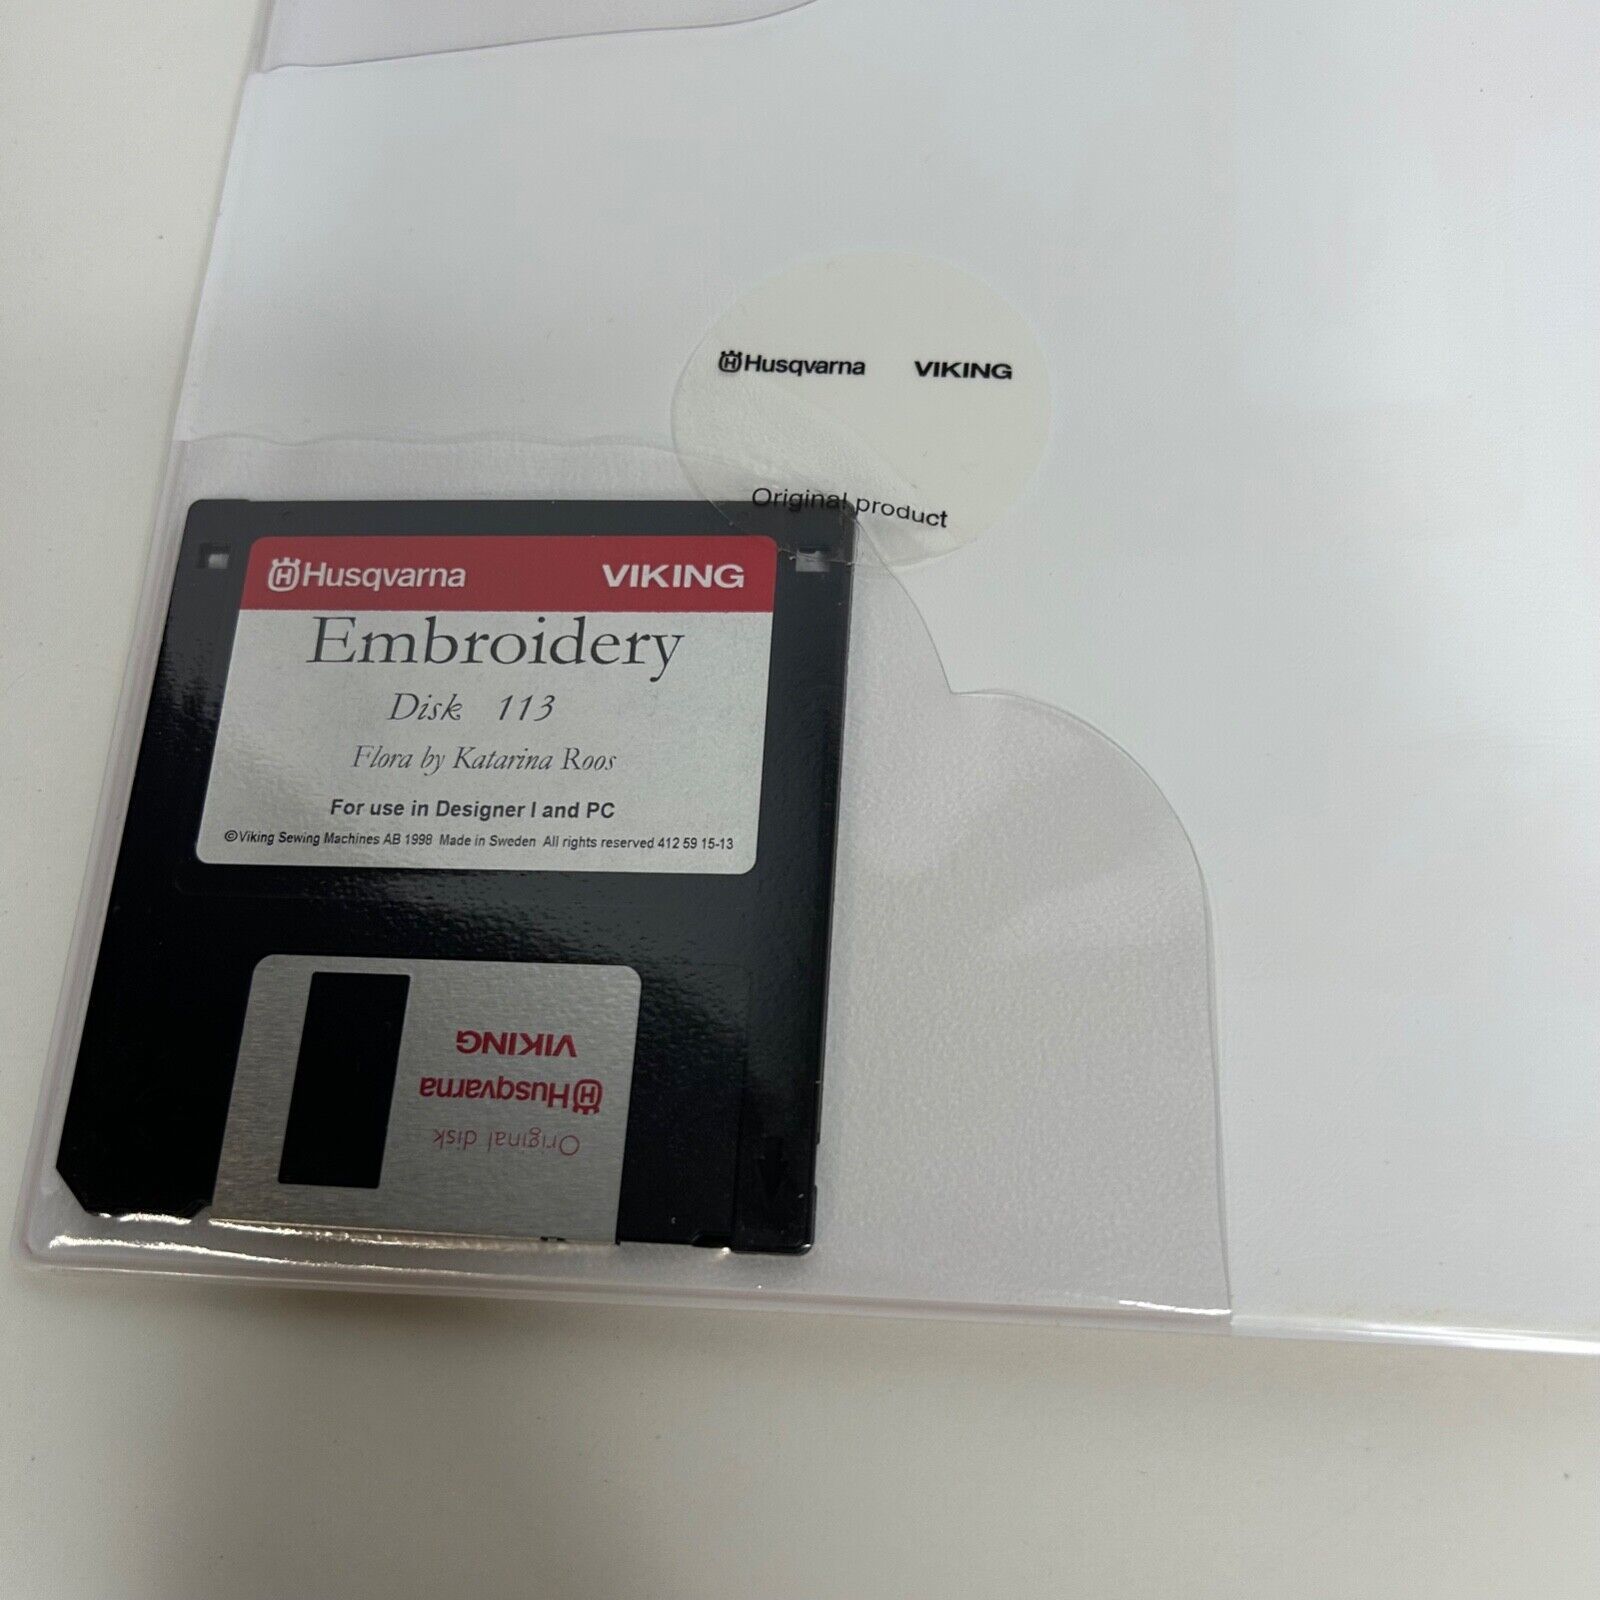 Husqvarna VIKING
Original product
Husqvarna VIKING
Embroidery
Disk 113
Flora by Katarina Roos
For use in Designer I and PC
©Viking Sewing Machines AB 1998 Made in Sweden All rights reserved 412 59 15-13
VIKING
Husqvarna
Original disk